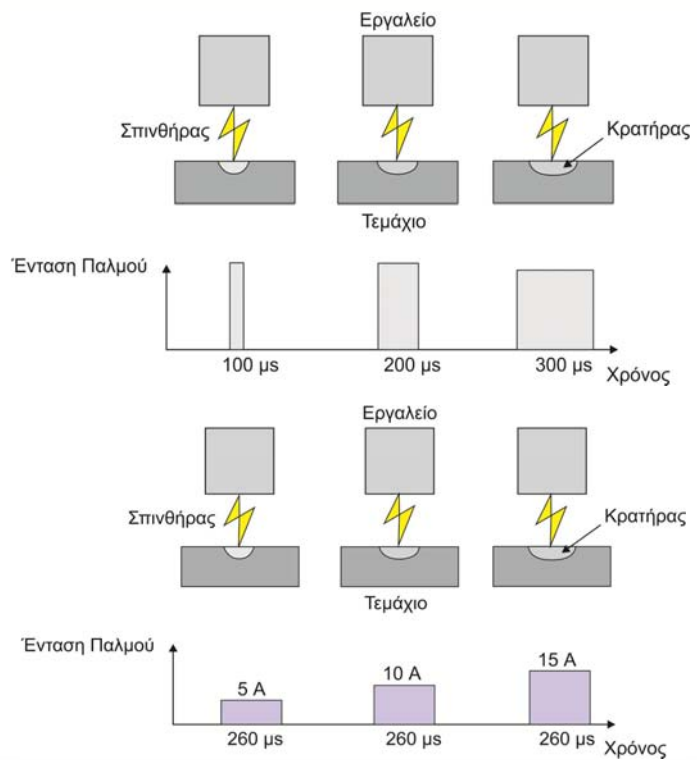 Εργαλείο
Σπινθήρας
Κρατήρας
Τεμάχιο
Ένταση Παλμού
100 μs 200 μs 300 μs
Χρόνος
Εργαλείο
Σπινθήρας
Κρατήρας
Τεμάχιο
Ένταση Παλμού
5 A 10 A 15 A
260 μs 260 μs 260 μs
Χρόνος